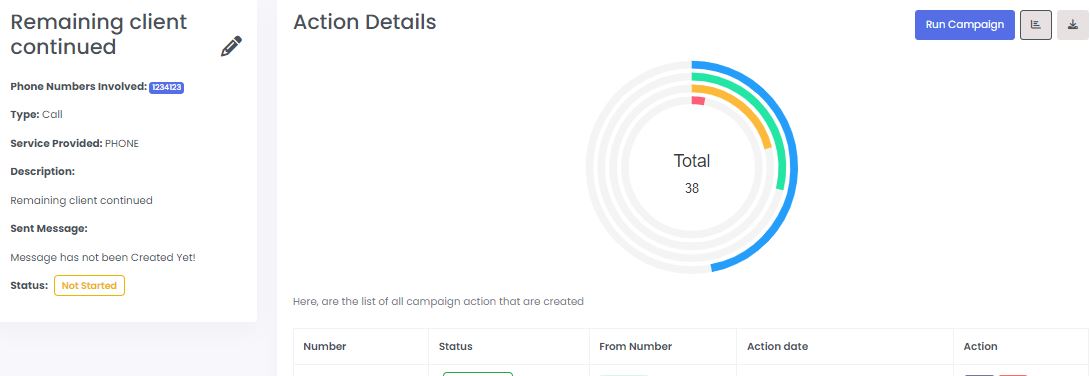 Remaining client
continued
Phone Numbers Involved: 1234123
Type: Call
Service Provided: PHONE
Description:
Remaining client continued
Sent Message:
Message has not been Created Yet!
Status: Not Started
Action Details
Run Campaign
Total
38
Here, are the list of all campaign action that are created
Number Status From Number Action date Action